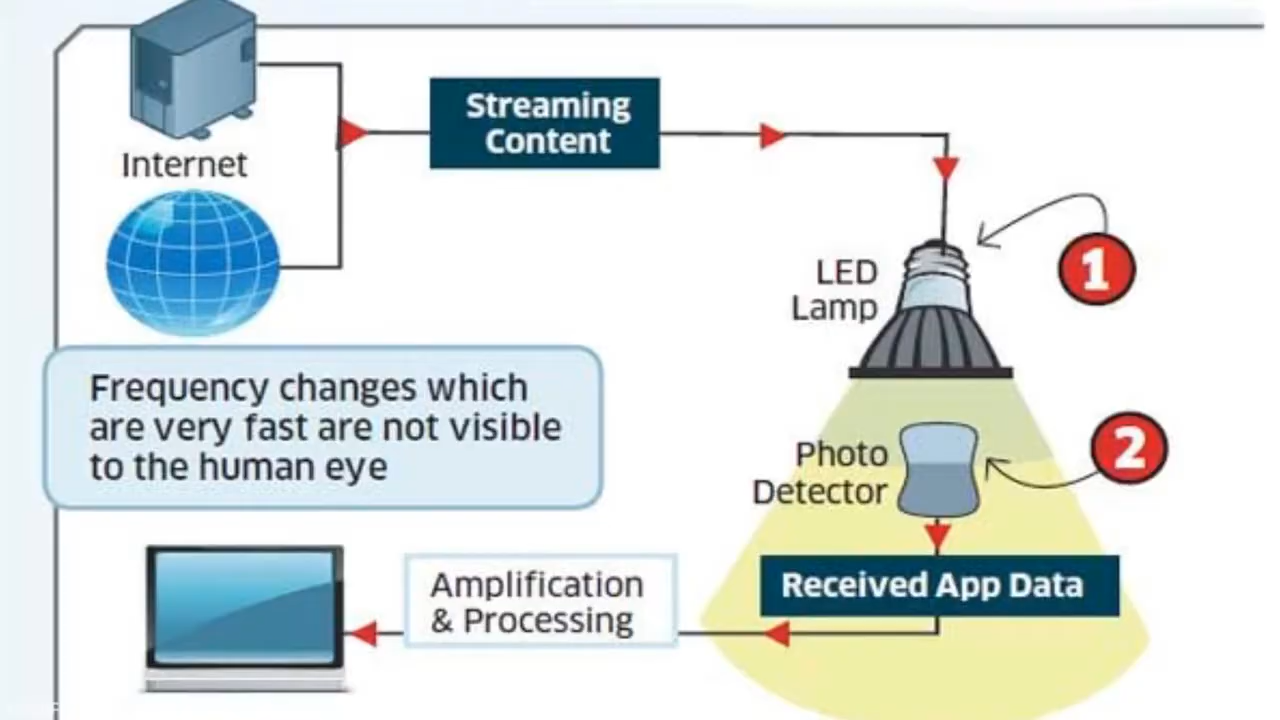 Streaming
Content
Internet
1
LED
Lamp
Frequency changes which
are very fast are not visible
to the human eye
Photo
Detector
2
Received App Data
Amplification
& Processing